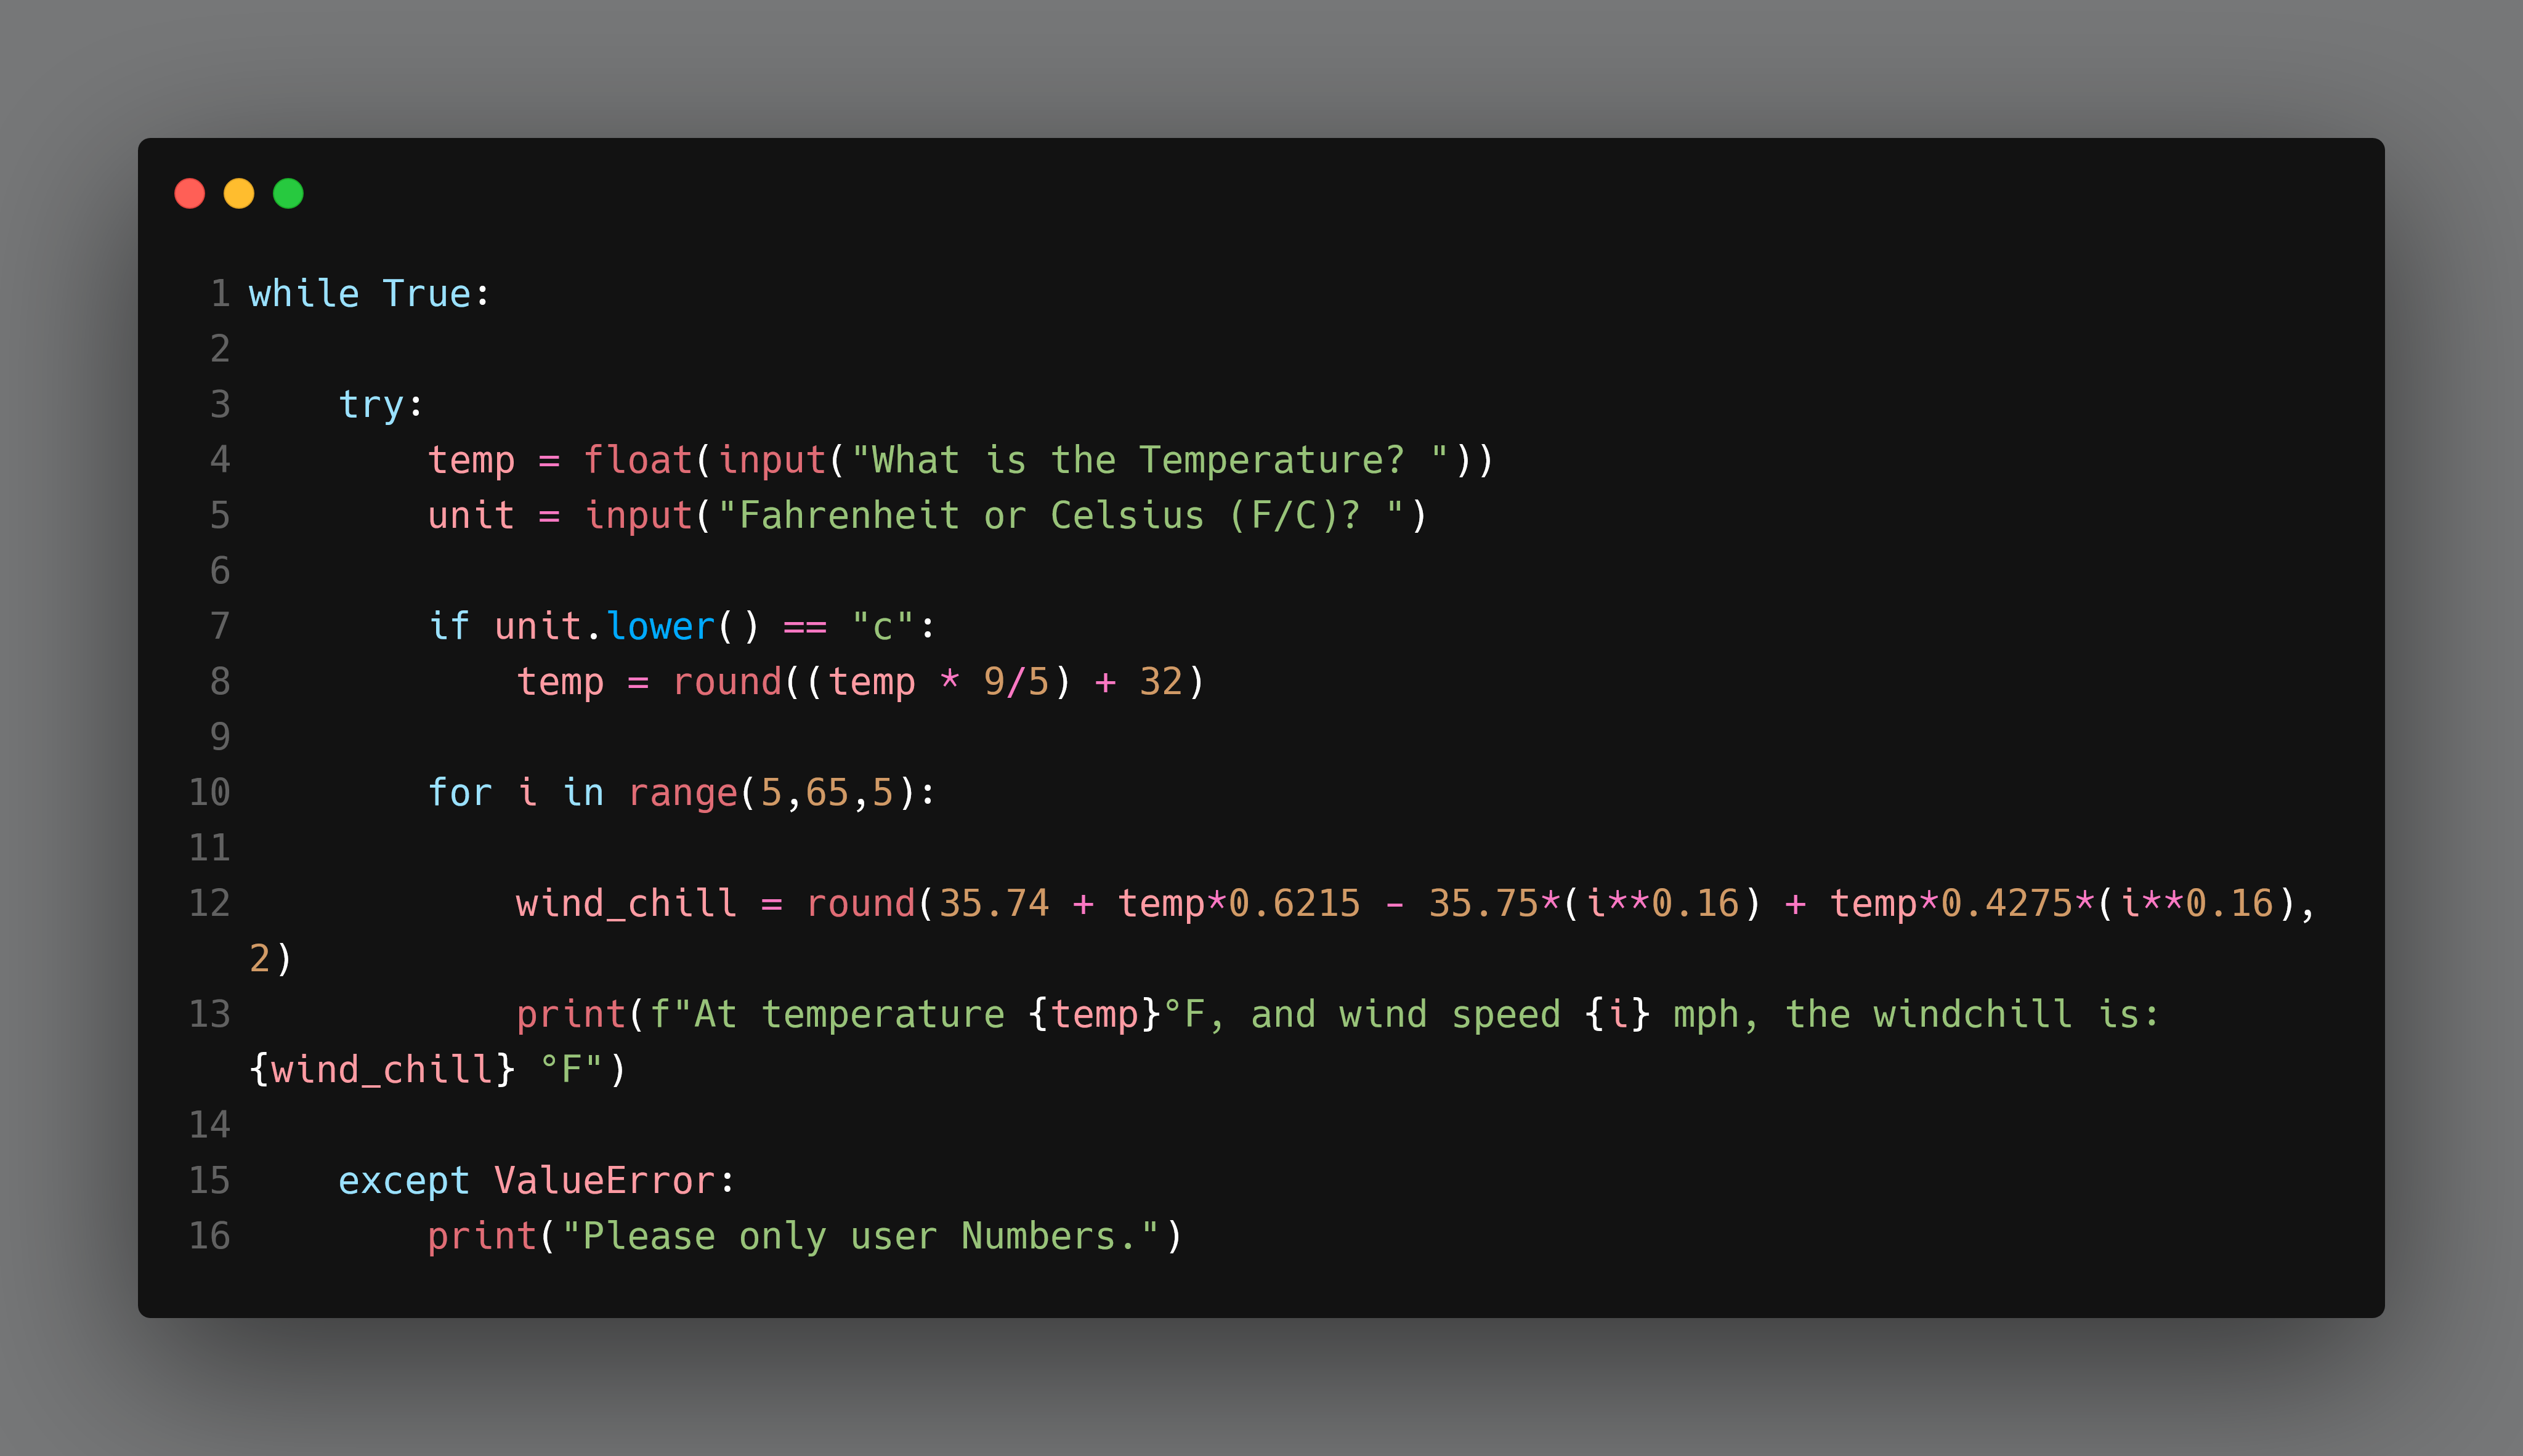 1 while True:
2
3     try:
4         temp = float(input("What is the Temperature? "))
5         unit = input("Fahrenheit or Celsius (F/C)? ")
6
7         if unit.lower() == "c":
8             temp = round((temp * 9/5) + 32)
9
10         for i in range(5,65,5):
11
12             wind_chill = round(35.74 + temp*0.6215 - 35.75*(i**0.16) + temp*0.4275*(i**0.16),
2)
13             print(f"At temperature {temp}°F, and wind speed {i} mph, the windchill is:
{wind_chill} °F")
14
15     except ValueError:
16         print("Please only user Numbers.")